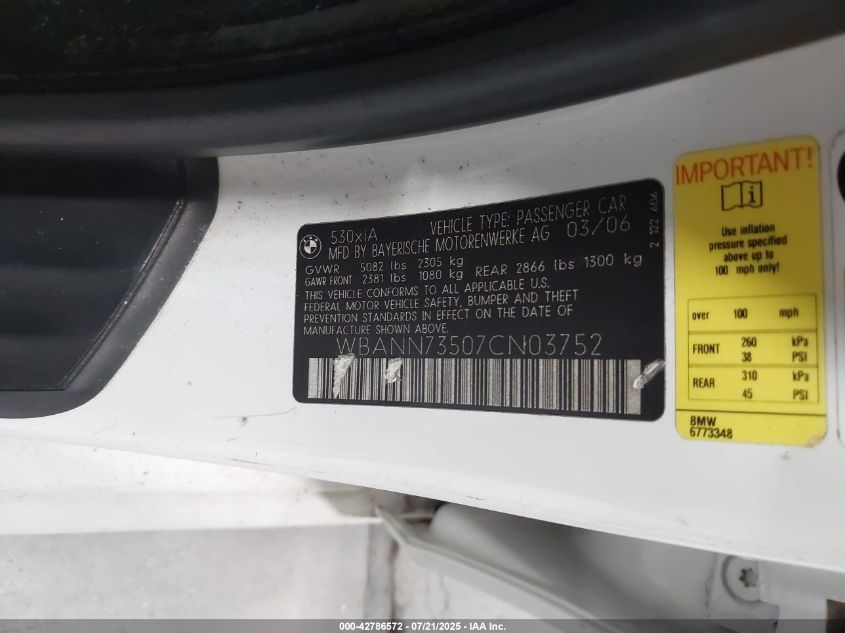 530xiA VEHICLE TYPE: PASSENGER CAR
MFD BY BAYERISCHE MOTORENWERKE AG 03/06
GVWR 5082 lbs 2305 kg
GAWR FRONT 2381 lbs 1080 kg REAR 2866 lbs 1300 kg
THIS VEHICLE CONFORMS TO ALL APPLICABLE U.S.
FEDERAL MOTOR VEHICLE SAFETY, BUMPER AND THEFT
PREVENTION STANDARDS IN EFFECT ON THE DATE OF
MANUFACTURE SHOWN ABOVE.
WBANN73507CN03752
2 122 406
IMPORTANT!
Use inflation
pressure specified
above up to
100 mph only!
over 100 mph
FRONT 260 kPa
38 PSI
REAR 310 kPa
45 PSI
BMW
6773348
000-42786572 / 07/21/2025 - IAA Inc.